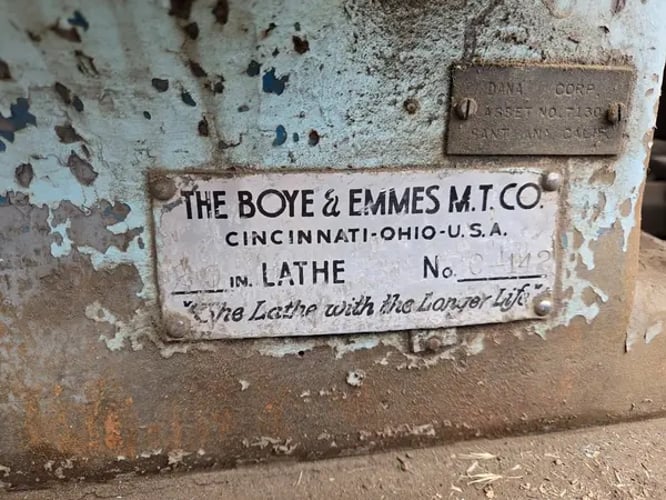 DANA CORP.
ASSET NO. 7130
SANTA ANA CALIF.
THE BOYE & EMMES M.T. CO.
CINCINNATI-OHIO-U.S.A.
IN. LATHE No.
"The Lathe with the Longer Life"